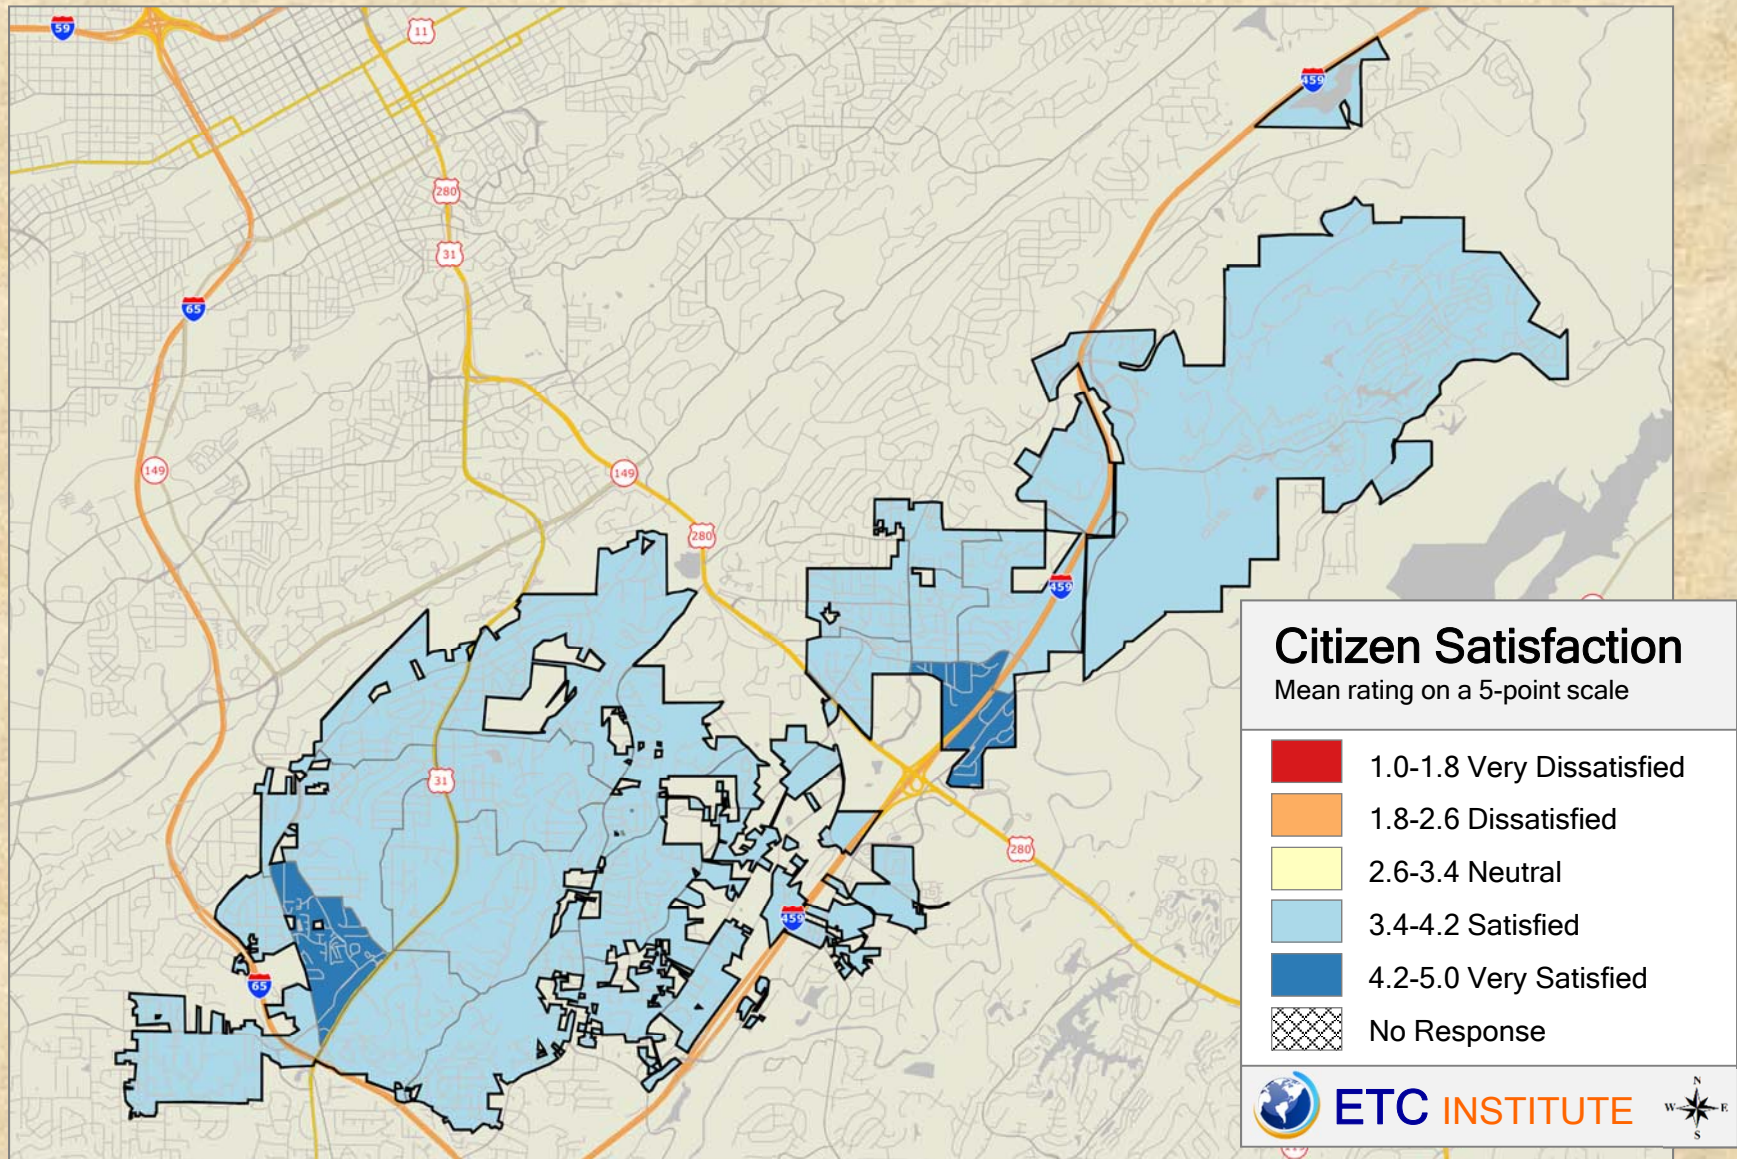 59
11
459
280
31
65
149
149
280
459
31
280
459
65
Citizen Satisfaction
Mean rating on a 5-point scale
1.0-1.8 Very Dissatisfied
1.8-2.6 Dissatisfied
2.6-3.4 Neutral
3.4-4.2 Satisfied
4.2-5.0 Very Satisfied
No Response
ETC INSTITUTE
N
W E
S